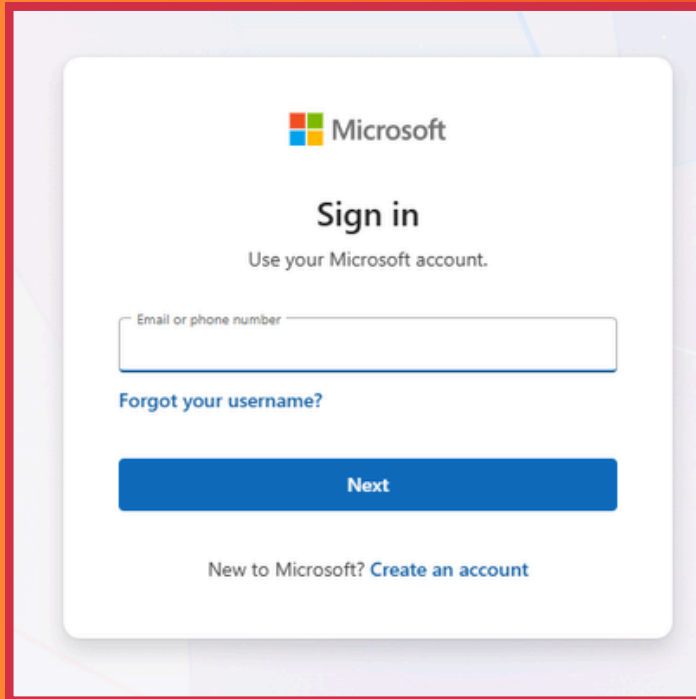 Microsoft
Sign in
Use your Microsoft account.
Email or phone number
Forgot your username?
Next
New to Microsoft? Create an account